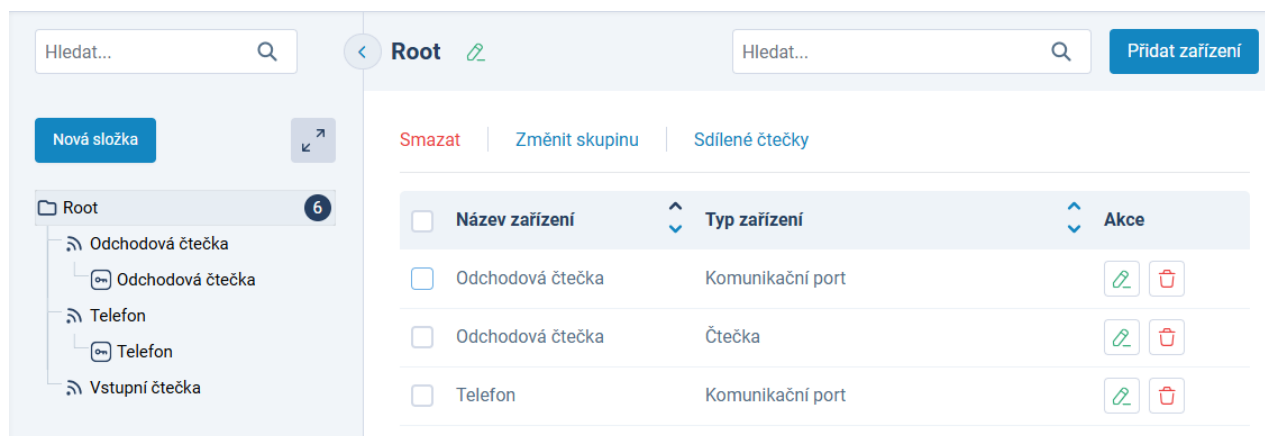 Hledat...
Root
Hledat...
Přidat zařízení
Nová složka
Smazat
Změnit skupinu
Sdílené čtečky
Root 6
Odchodová čtečka
Odchodová čtečka
Telefon
Telefon
Vstupní čtečka
Název zařízení Typ zařízení Akce
Odchodová čtečka Komunikační port
Odchodová čtečka Čtečka
Telefon Komunikační port